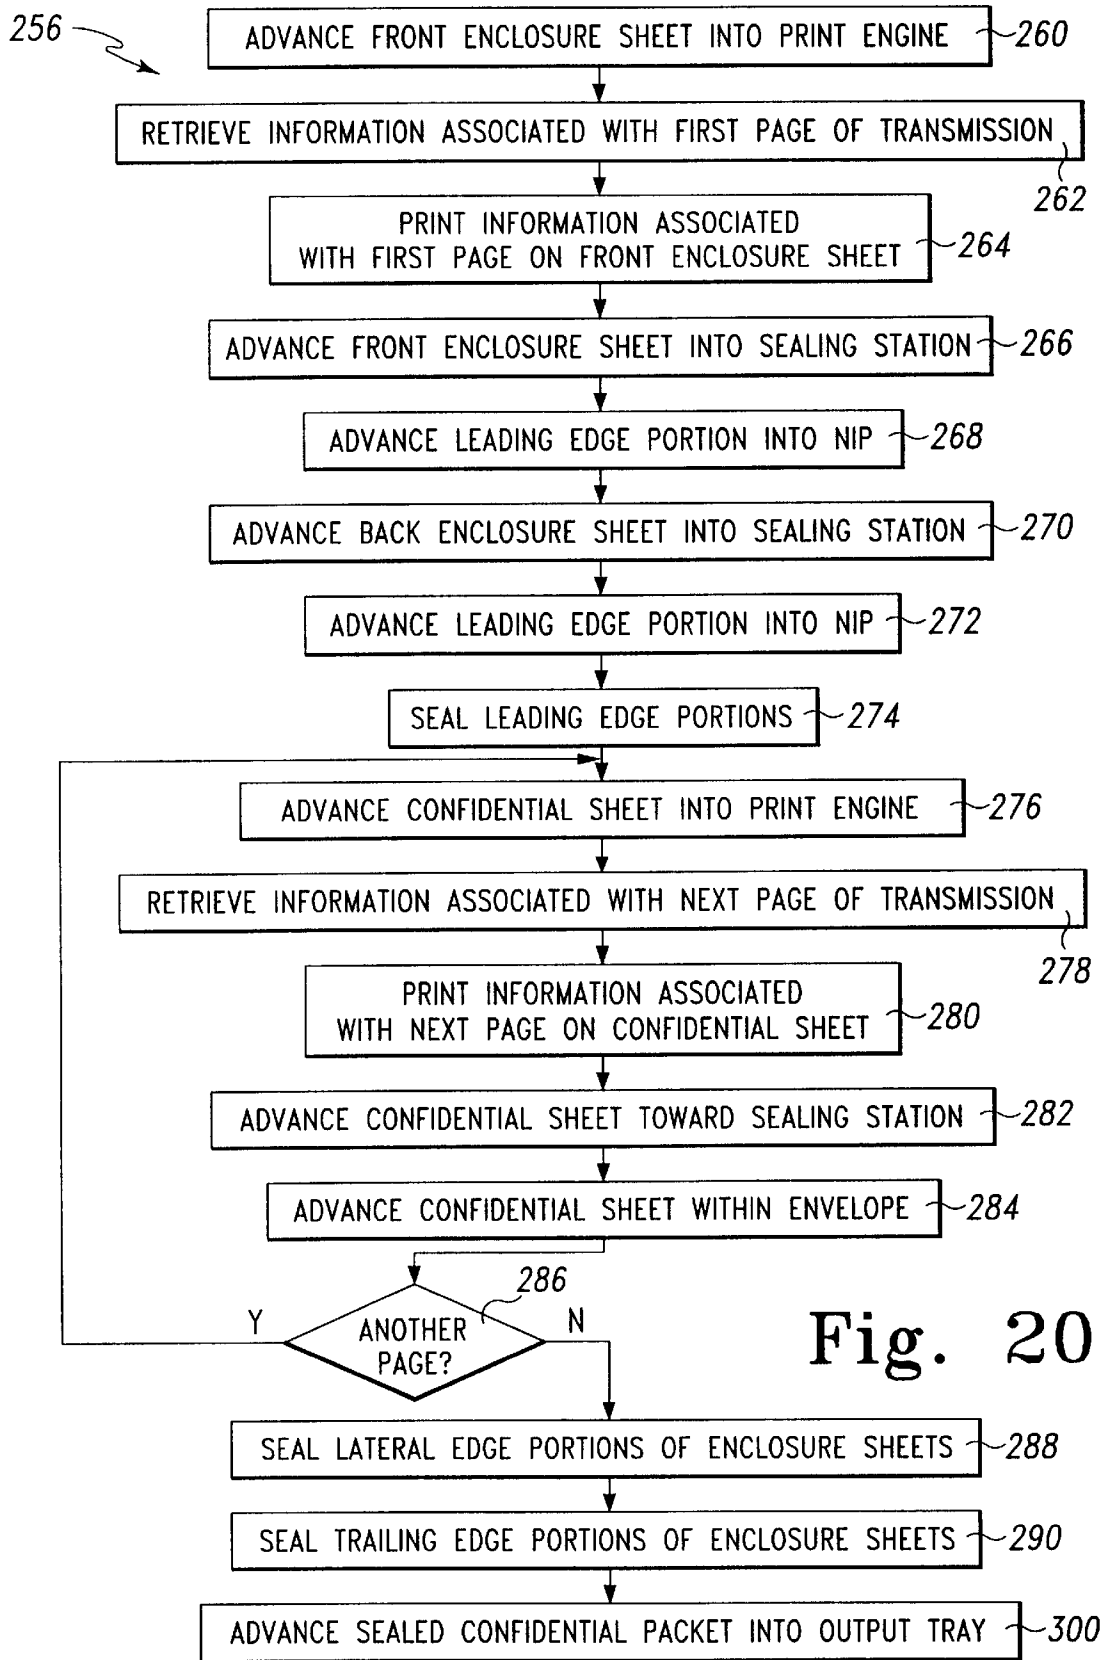 256
ADVANCE FRONT ENCLOSURE SHEET INTO PRINT ENGINE 260
RETRIEVE INFORMATION ASSOCIATED WITH FIRST PAGE OF TRANSMISSION
262
PRINT INFORMATION ASSOCIATED
WITH FIRST PAGE ON FRONT ENCLOSURE SHEET 264
ADVANCE FRONT ENCLOSURE SHEET INTO SEALING STATION 266
ADVANCE LEADING EDGE PORTION INTO NIP 268
ADVANCE BACK ENCLOSURE SHEET INTO SEALING STATION 270
ADVANCE LEADING EDGE PORTION INTO NIP 272
SEAL LEADING EDGE PORTIONS 274
ADVANCE CONFIDENTIAL SHEET INTO PRINT ENGINE 276
RETRIEVE INFORMATION ASSOCIATED WITH NEXT PAGE OF TRANSMISSION
278
PRINT INFORMATION ASSOCIATED
WITH NEXT PAGE ON CONFIDENTIAL SHEET 280
ADVANCE CONFIDENTIAL SHEET TOWARD SEALING STATION 282
ADVANCE CONFIDENTIAL SHEET WITHIN ENVELOPE 284
286
Y ANOTHER N
PAGE?
Fig. 20
SEAL LATERAL EDGE PORTIONS OF ENCLOSURE SHEETS 288
SEAL TRAILING EDGE PORTIONS OF ENCLOSURE SHEETS 290
ADVANCE SEALED CONFIDENTIAL PACKET INTO OUTPUT TRAY 300